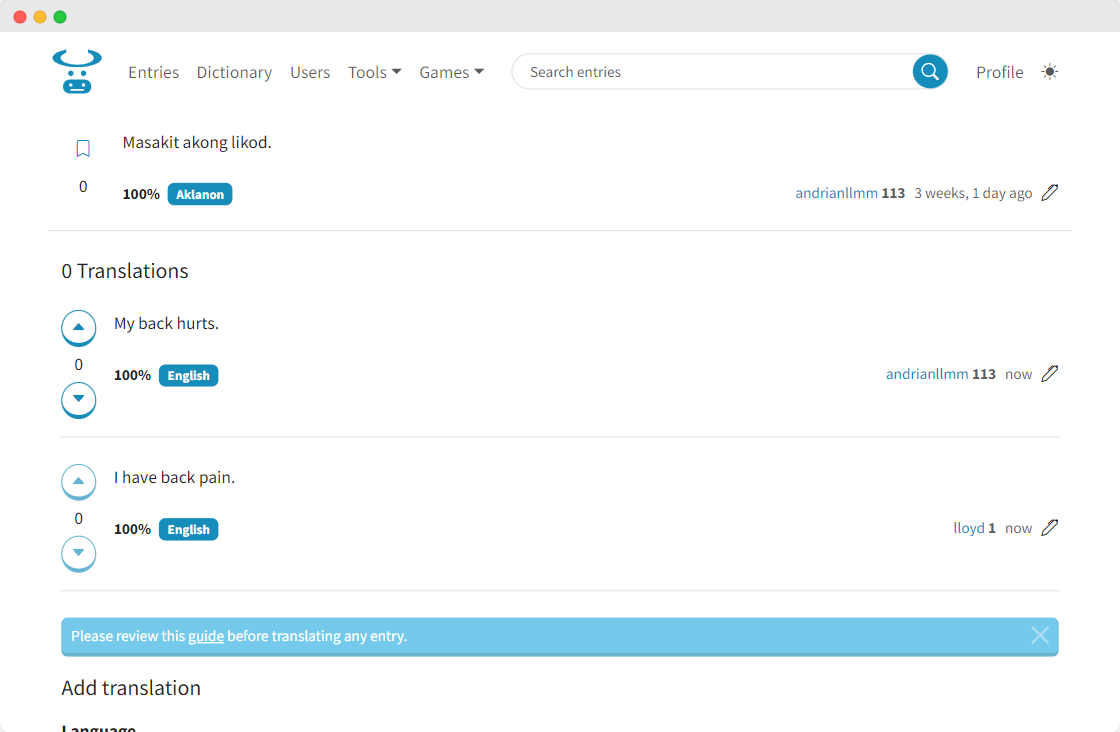 Entries Dictionary Users Tools Games Search entries Profile
Masakit akong likod.
0
100% Aklanon andrianllmm 113 3 weeks, 1 day ago
0 Translations
My back hurts.
0
100% English andrianllmm 113 now
I have back pain.
0
100% English lloyd 1 now
Please review this guide before translating any entry.
Add translation
Language